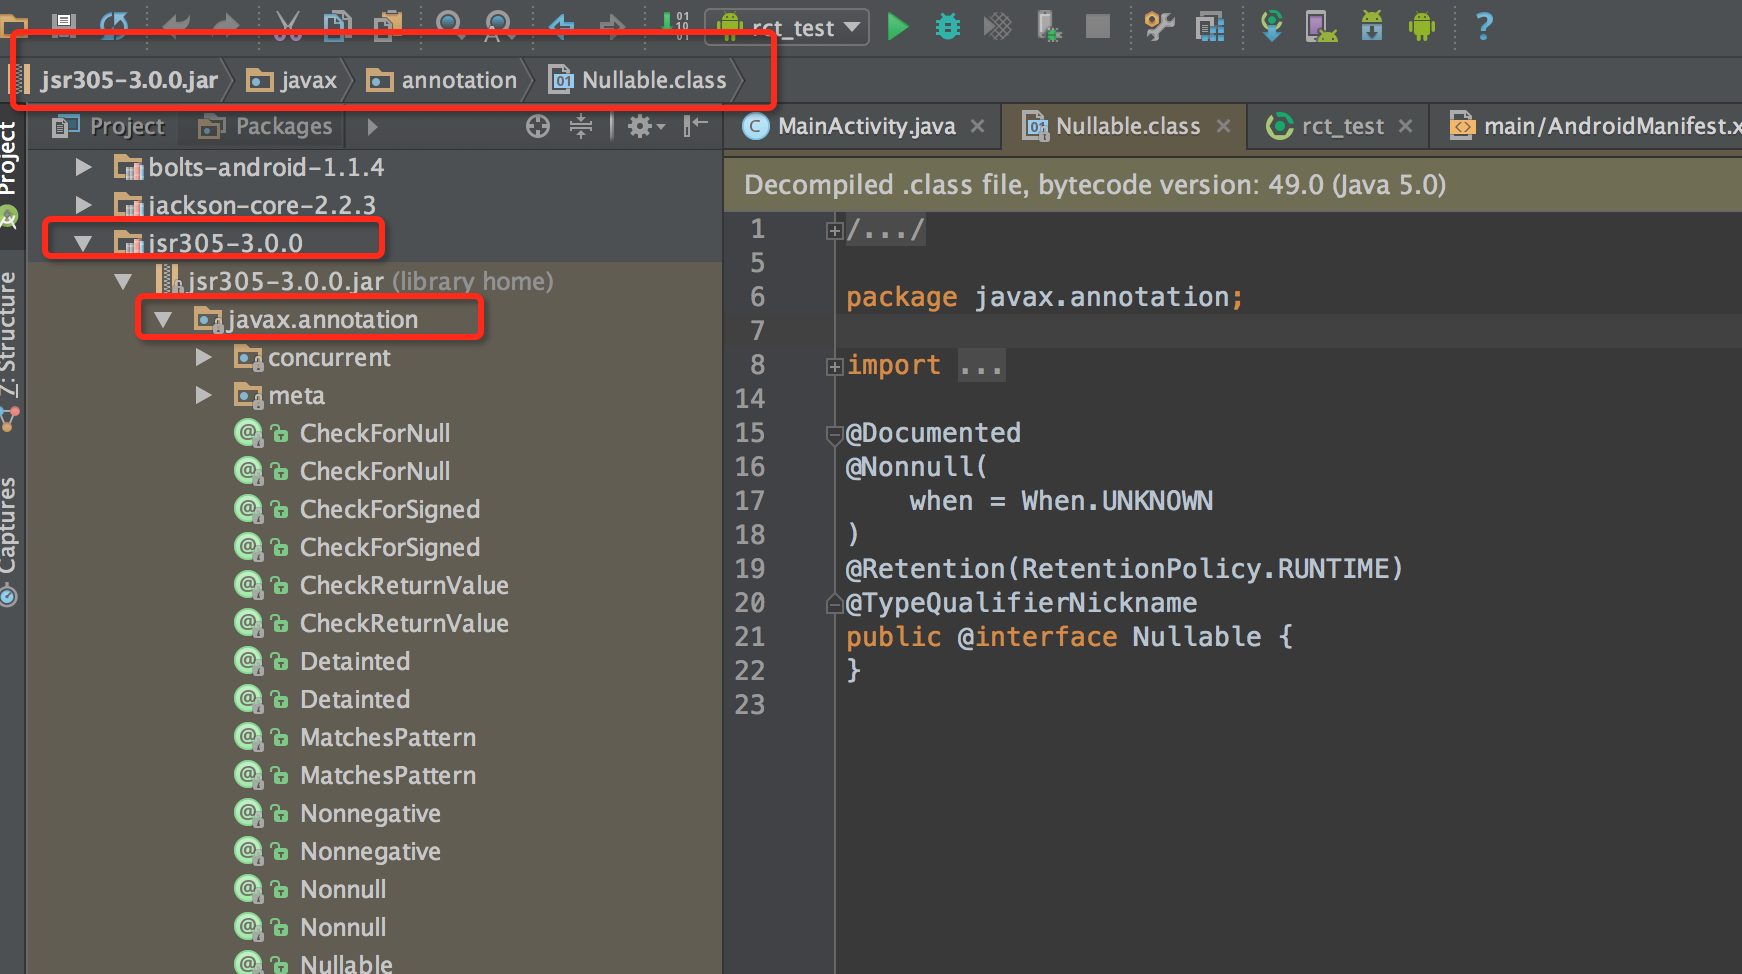 rct_test
jsr305-3.0.0.jar javax annotation Nullable.class
Project Packages
MainActivity.java Nullable.class rct_test main/AndroidManifest.x
Project
7: Structure
Captures
bolts-android-1.1.4
jackson-core-2.2.3
jsr305-3.0.0
jsr305-3.0.0.jar (library home)
javax.annotation
concurrent
meta
CheckForNull
CheckForNull
CheckForSigned
CheckForSigned
CheckReturnValue
CheckReturnValue
Detainted
Detainted
MatchesPattern
MatchesPattern
Nonnegative
Nonnegative
Nonnull
Nonnull
Nullable
Decompiled .class file, bytecode version: 49.0 (Java 5.0)
1 /.../
5
6 package javax.annotation;
7
8 import ...
14
15 @Documented
16 @Nonnull(
17 when = When.UNKNOWN
18 )
19 @Retention(RetentionPolicy.RUNTIME)
20 @TypeQualifierNickname
21 public @interface Nullable {
22 }
23